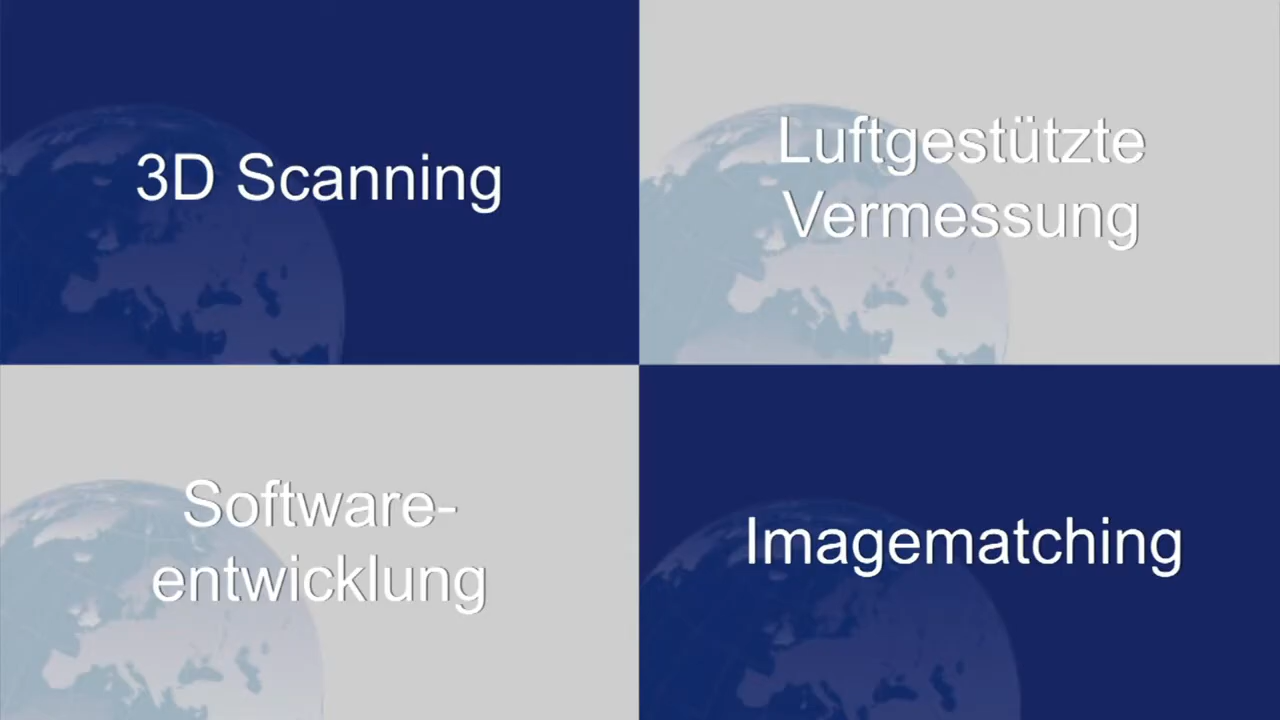 3D Scanning
Luftgestützte
Vermessung
Software-
entwicklung
Imagematching